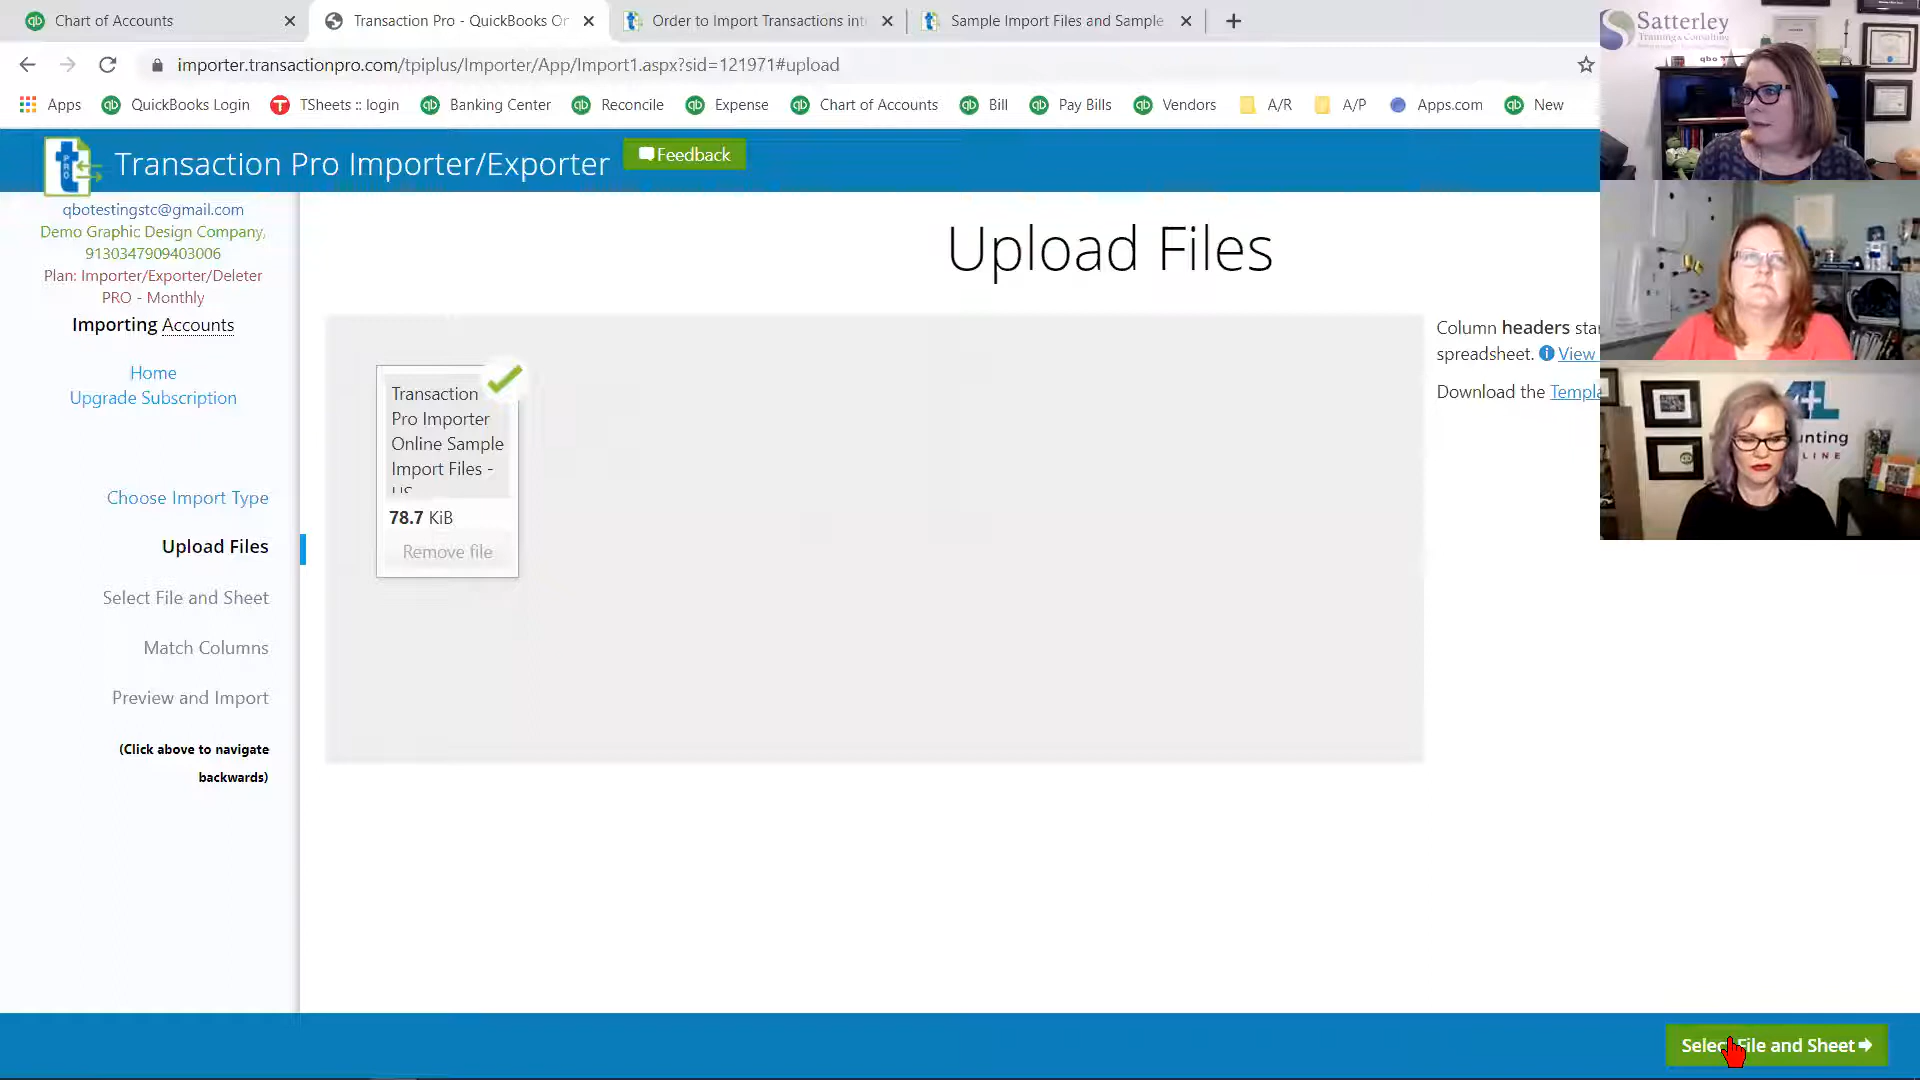 Chart of Accounts
Transaction Pro - QuickBooks On
Order to Import Transactions int
Sample Import Files and Sample
importer.transactionpro.com/tpiplus/Importer/App/Import1.aspx?sid=121971#upload
Apps
QuickBooks Login
TSheets :: login
Banking Center
Reconcile
Expense
Chart of Accounts
Bill
Pay Bills
Vendors
A/R
A/P
Apps.com
New
Satterley
Training & Consulting
qbo
Transaction Pro Importer/Exporter
Feedback
qbotestingstc@gmail.com
Demo Graphic Design Company,
9130347909403006
Plan: Importer/Exporter/Deleter
PRO - Monthly
Importing Accounts
Home
Upgrade Subscription
Choose Import Type
Upload Files
Select File and Sheet
Match Columns
Preview and Import
(Click above to navigate
backwards)
Upload Files
Transaction
Pro Importer
Online Sample
Import Files -
US
78.7 KiB
Remove file
Column headers sta
spreadsheet. View
Download the Templa
unting
LINE
Select File and Sheet